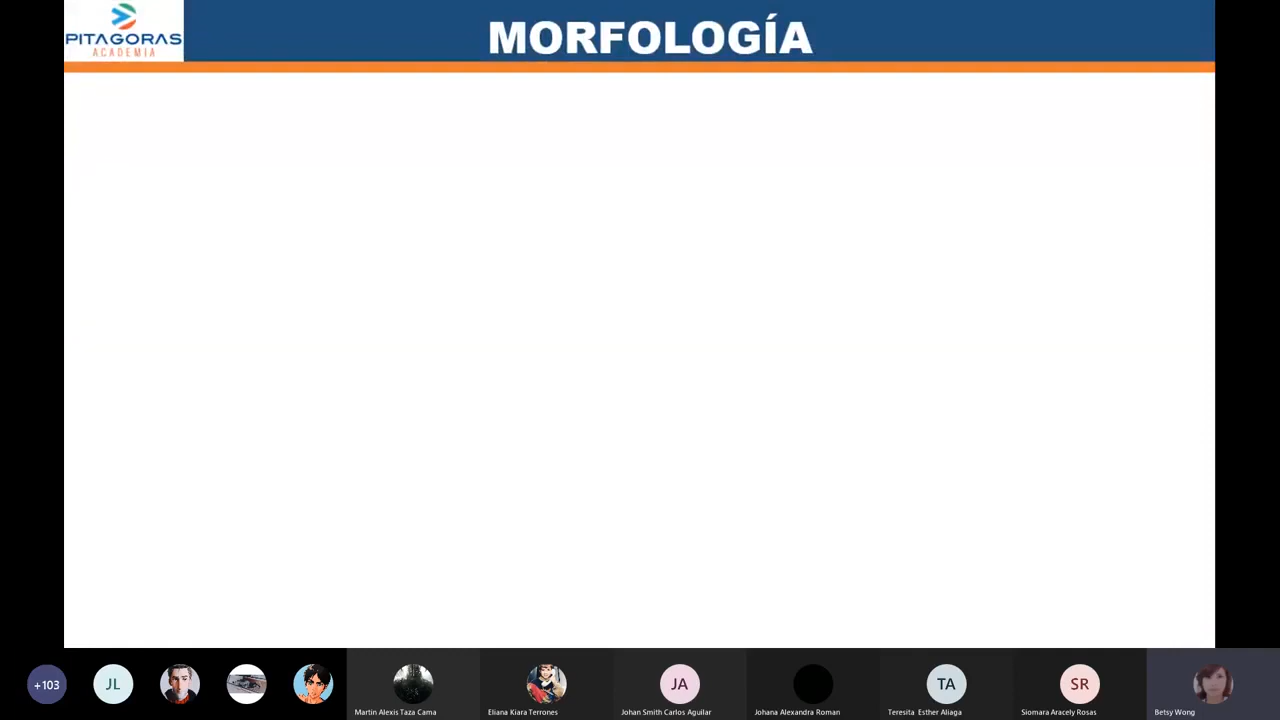 PITAGORAS
ACADEMIA
MORFOLOGÍA
+103
JL
JA
TA
SR
Martin Alexis Taza Cama
Eliana Kiara Terrones
Johan Smith Carlos Aguilar
Johana Alexandra Roman
Teresita Esther Aliaga
Siomara Aracely Rosas
Betsy Wong